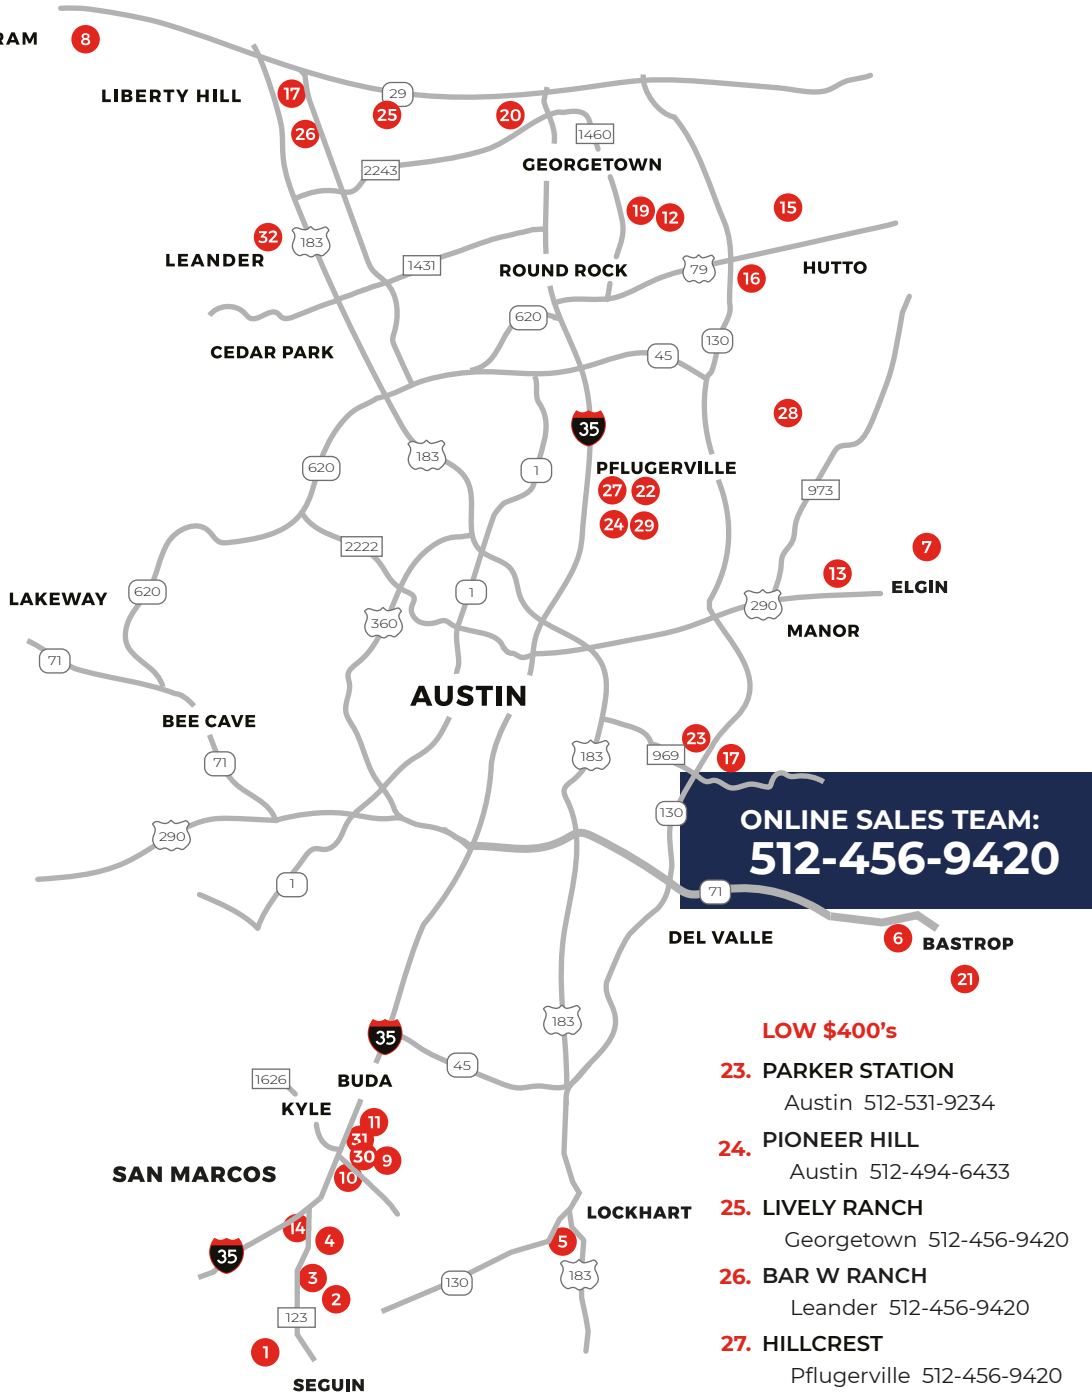 RAM
8
LIBERTY HILL
17
29
25
20
26
1460
2243
GEORGETOWN
19
12
15
32
183
LEANDER
1431
ROUND ROCK
79
16
HUTTO
620
130
45
CEDAR PARK
28
35
183
620
1
PFLUGERVILLE
27
22
973
24
29
2222
7
13
ELGIN
LAKEWAY
620
1
360
290
MANOR
71
AUSTIN
BEE CAVE
23
183
969
17
71
130
290
ONLINE SALES TEAM:
512-456-9420
1
71
DEL VALLE
6
BASTROP
21
183
35
LOW $400's
45
1626
BUDA
KYLE
23. PARKER STATION
Austin 512-531-9234
11
31
30
9
10
SAN MARCOS
24. PIONEER HILL
Austin 512-494-6433
14
4
35
LOCKHART
5
25. LIVELY RANCH
Georgetown 512-456-9420
3
2
130
183
26. BAR W RANCH
Leander 512-456-9420
123
1
SEGUIN
27. HILLCREST
Pflugerville 512-456-9420